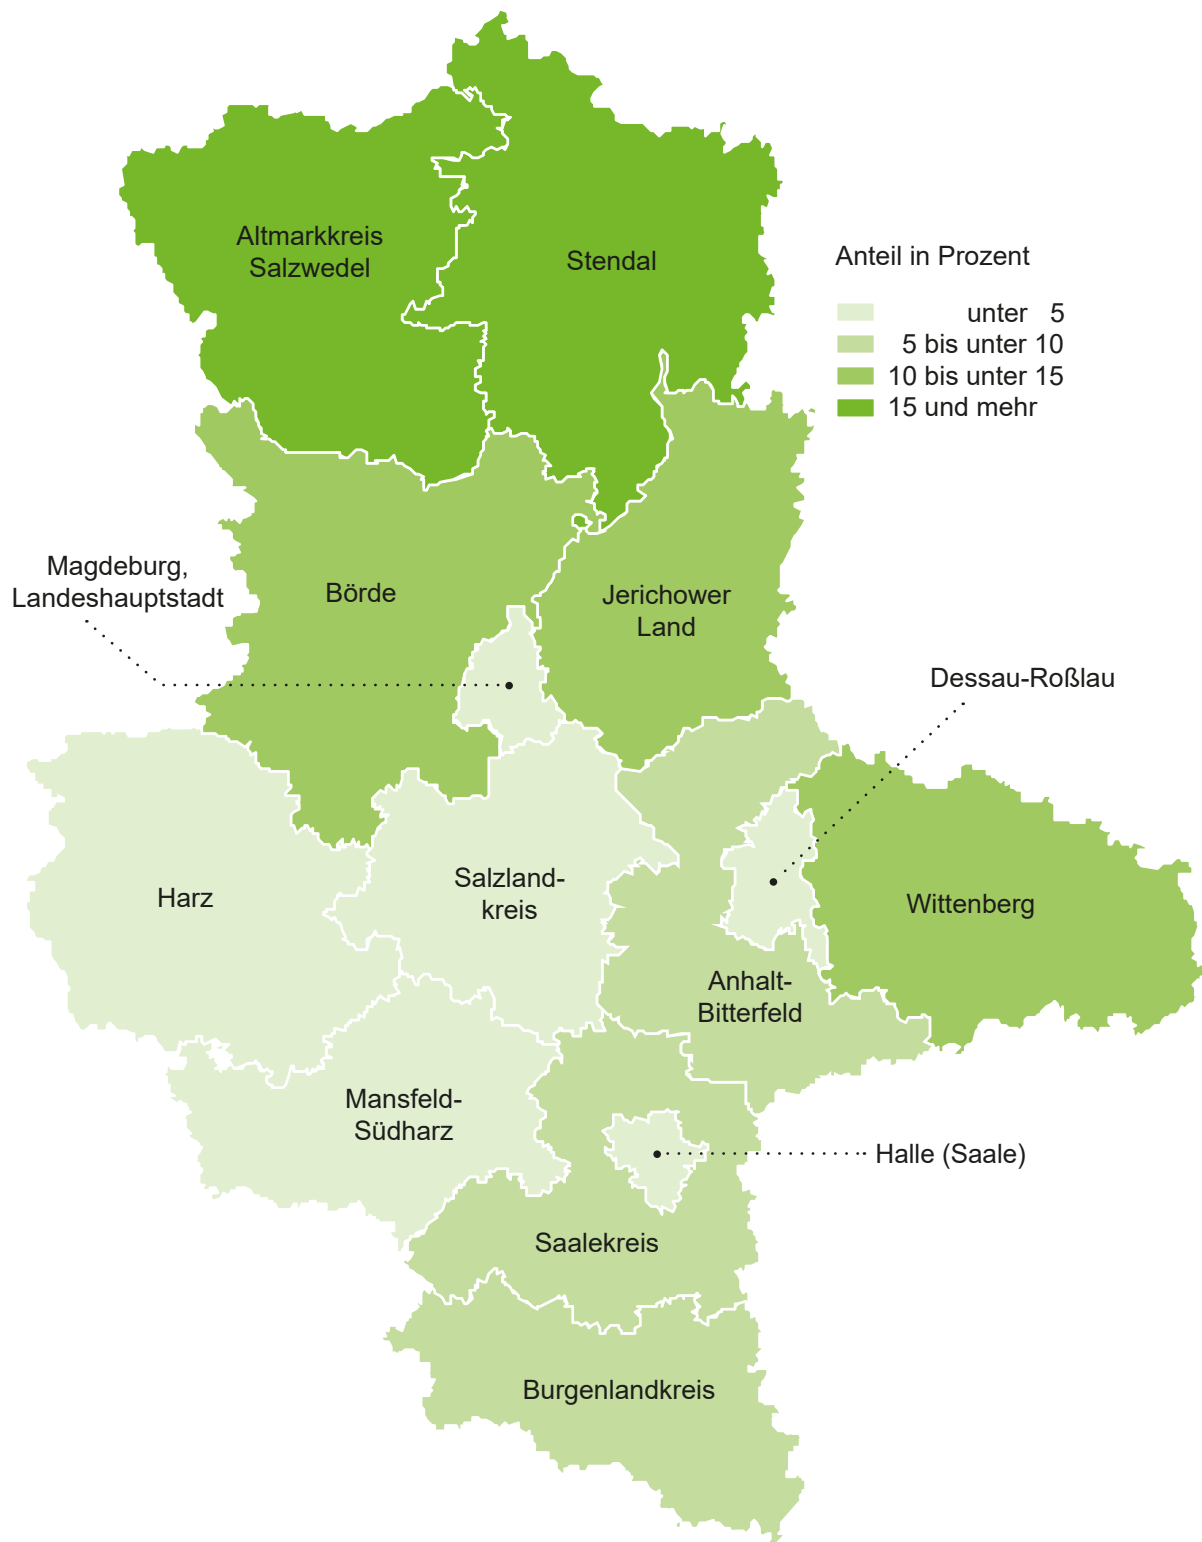 Altmarkkreis
Salzwedel
Stendal
Anteil in Prozent
unter 5
5 bis unter 10
10 bis unter 15
15 und mehr
Magdeburg,
Landeshauptstadt
Börde
Jerichower
Land
Dessau-Roßlau
Harz
Salzland-
kreis
Wittenberg
Anhalt-
Bitterfeld
Mansfeld-
Südharz
Halle (Saale)
Saalekreis
Burgenlandkreis